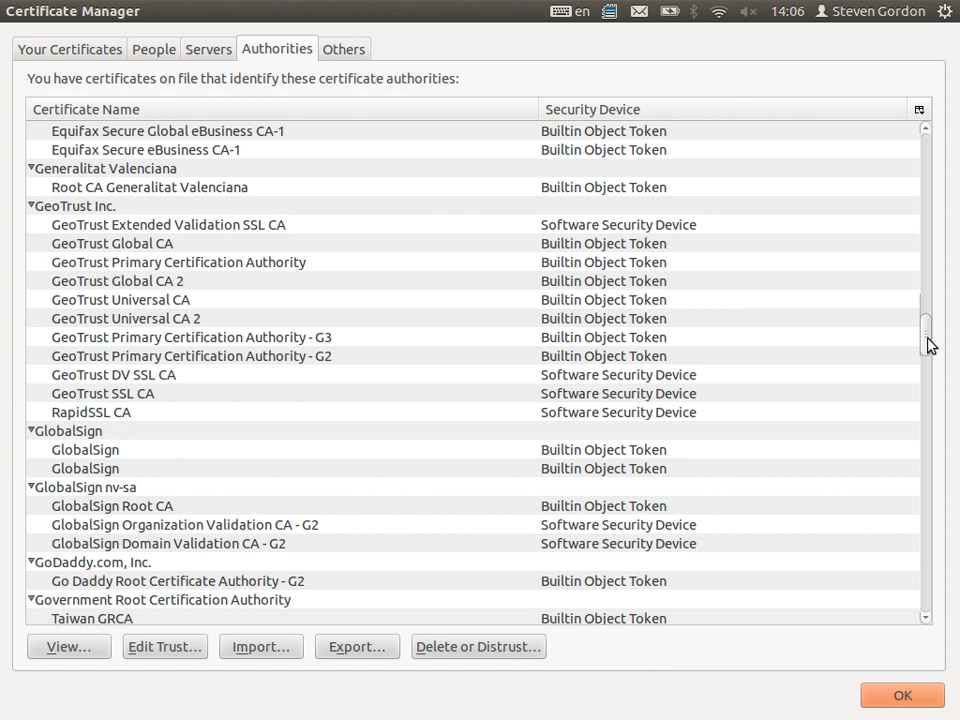 Certificate Manager en 14:06 Steven Gordon
Your Certificates People Servers Authorities Others
You have certificates on file that identify these certificate authorities:
Certificate Name Security Device
Equifax Secure Global eBusiness CA-1 Builtin Object Token
Equifax Secure eBusiness CA-1 Builtin Object Token
Generalitat Valenciana
Root CA Generalitat Valenciana Builtin Object Token
GeoTrust Inc.
GeoTrust Extended Validation SSL CA Software Security Device
GeoTrust Global CA Builtin Object Token
GeoTrust Primary Certification Authority Builtin Object Token
GeoTrust Global CA 2 Builtin Object Token
GeoTrust Universal CA Builtin Object Token
GeoTrust Universal CA 2 Builtin Object Token
GeoTrust Primary Certification Authority - G3 Builtin Object Token
GeoTrust Primary Certification Authority - G2 Builtin Object Token
GeoTrust DV SSL CA Software Security Device
GeoTrust SSL CA Software Security Device
RapidSSL CA Software Security Device
GlobalSign
GlobalSign Builtin Object Token
GlobalSign Builtin Object Token
GlobalSign nv-sa
GlobalSign Root CA Builtin Object Token
GlobalSign Organization Validation CA - G2 Software Security Device
GlobalSign Domain Validation CA - G2 Software Security Device
GoDaddy.com, Inc.
Go Daddy Root Certificate Authority - G2 Builtin Object Token
Government Root Certification Authority
Taiwan GRCA Builtin Object Token
View... Edit Trust... Import... Export... Delete or Distrust...
OK